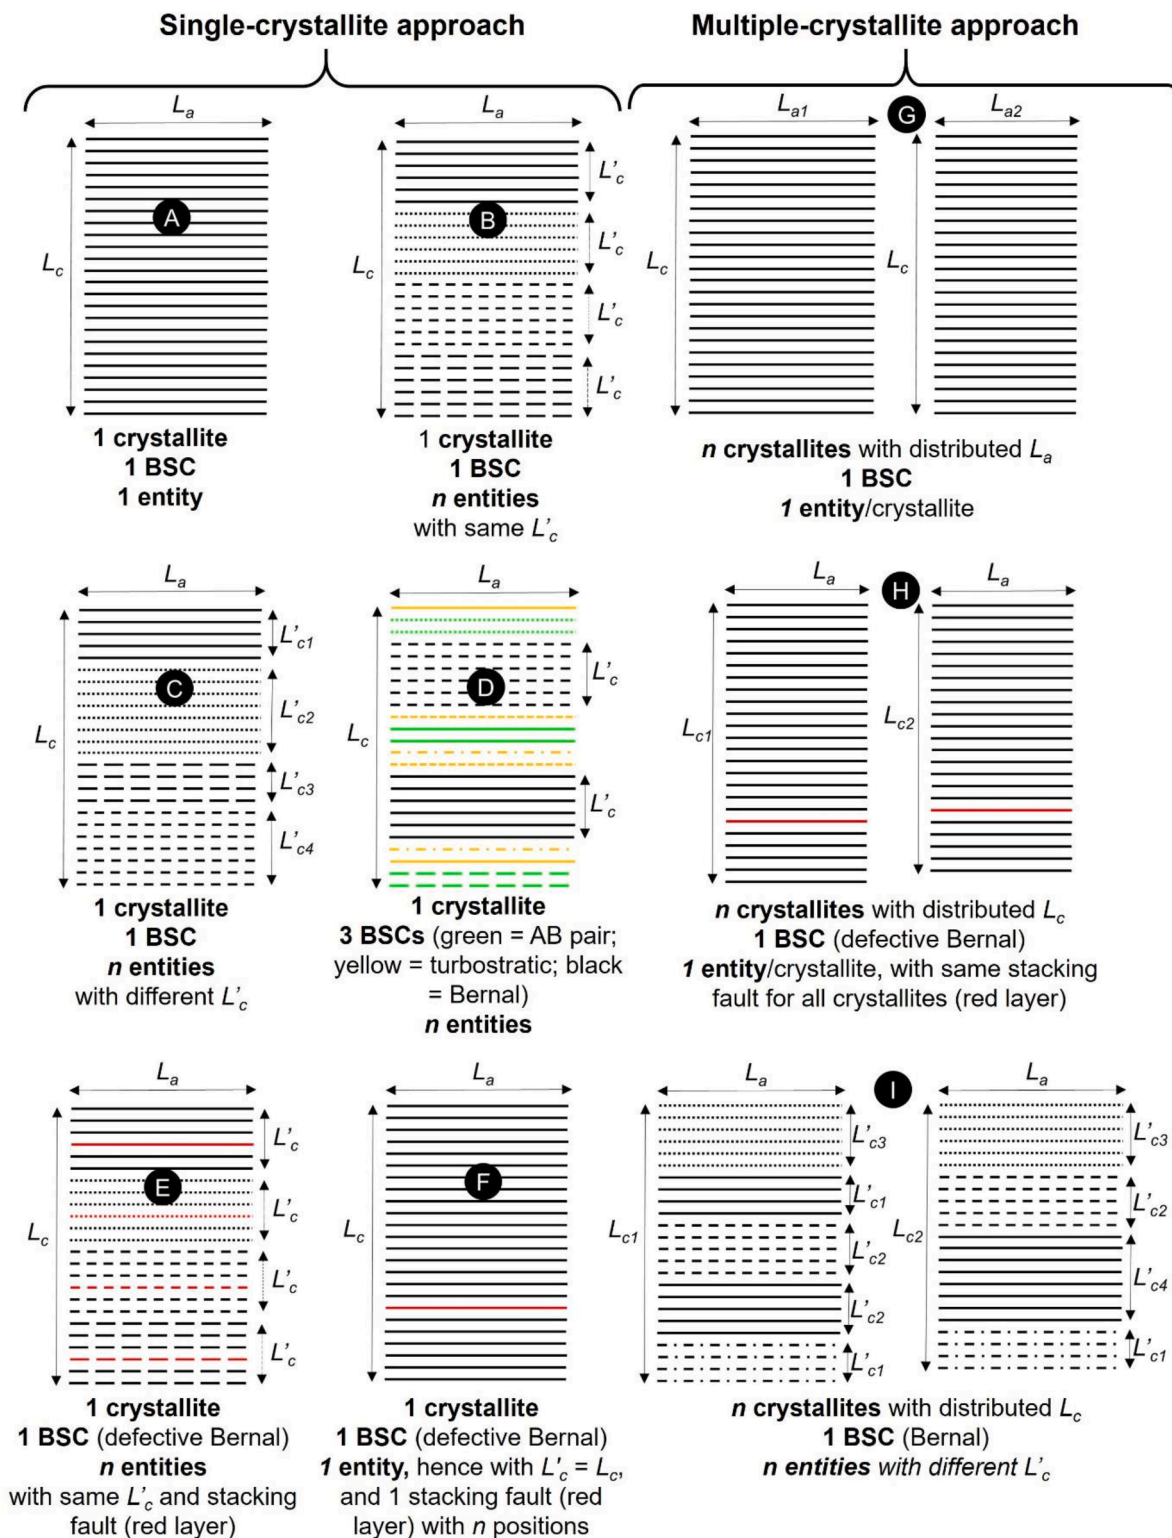 Single-crystallite approach
Multiple-crystallite approach
La
Lc
A
1 crystallite
1 BSC
1 entity
La
Lc
B
L'c
L'c
L'c
L'c
1 crystallite
1 BSC
n entities
with same L'c
La1
G
La2
Lc
Lc
n crystallites with distributed La
1 BSC
1 entity/crystallite
La
Lc
C
L'c1
L'c2
L'c3
L'c4
1 crystallite
1 BSC
n entities
with different L'c
La
Lc
D
L'c
L'c
1 crystallite
3 BSCs (green = AB pair;
yellow = turbostratic; black
= Bernal)
n entities
La
H
La
Lc1
Lc2
n crystallites with distributed Lc
1 BSC (defective Bernal)
1 entity/crystallite, with same stacking
fault for all crystallites (red layer)
La
Lc
E
L'c
L'c
L'c
L'c
1 crystallite
1 BSC (defective Bernal)
n entities
with same L'c and stacking
fault (red layer)
La
Lc
F
1 crystallite
1 BSC (defective Bernal)
1 entity, hence with L'c = Lc,
and 1 stacking fault (red
layer) with n positions
La
I
La
Lc1
L'c3
L'c1
L'c2
L'c2
L'c1
Lc2
L'c3
L'c2
L'c4
L'c1
n crystallites with distributed Lc
1 BSC (Bernal)
n entities with different L'c